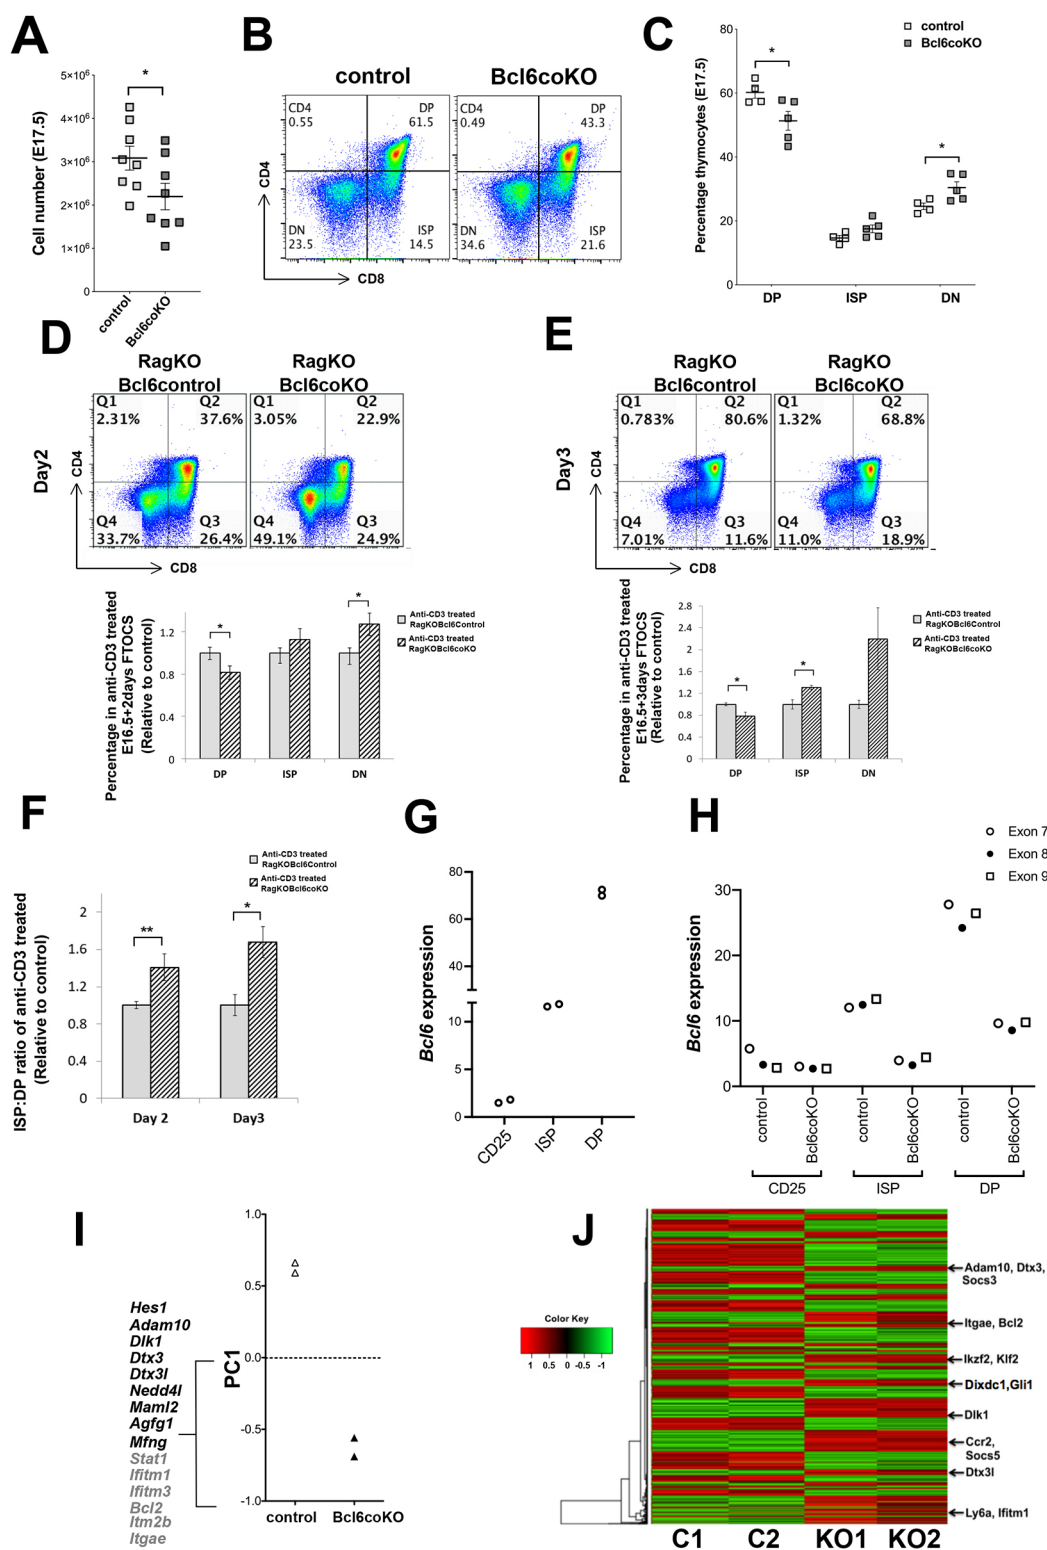 A
Cell number (E17.5)
5×10⁶
4×10⁶
3×10⁶
2×10⁶
1×10⁶
0
*
control
Bcl6coKO
B
control
Bcl6coKO
CD4
0.55
DP
61.5
DN
23.5
ISP
14.5
CD4
0.49
DP
43.3
DN
34.6
ISP
21.6
CD4
CD8
C
control
Bcl6coKO
Percentage thymocytes (E17.5)
80
60
40
20
0
*
*
DP
ISP
DN
D
RagKO
Bcl6control
RagKO
Bcl6coKO
Day2
CD4
Q1
2.31%
Q2
37.6%
Q4
33.7%
Q3
26.4%
Q1
3.05%
Q2
22.9%
Q4
49.1%
Q3
24.9%
CD8
Percentage in anti-CD3 treated
E16.5+2days FTOCS
(Relative to control)
1.2
0.8
0.4
0
*
*
DP
ISP
DN
Anti-CD3 treated
RagKOBcl6Control
Anti-CD3 treated
RagKOBcl6coKO
E
RagKO
Bcl6control
RagKO
Bcl6coKO
Day3
CD4
Q1
0.783%
Q2
80.6%
Q4
7.01%
Q3
11.6%
Q1
1.32%
Q2
68.8%
Q4
11.0%
Q3
18.9%
CD8
Percentage in anti-CD3 treated
E16.5+3days FTOCS
(Relative to control)
2.8
2.4
2
1.6
1.2
0.8
0.4
0
*
*
DP
ISP
DN
Anti-CD3 treated
RagKOBcl6Control
Anti-CD3 treated
RagKOBcl6coKO
F
Anti-CD3 treated
RagKOBcl6Control
Anti-CD3 treated
RagKOBcl6coKO
ISP:DP ratio of anti-CD3 treated
(Relative to control)
2
1.6
1.2
0.8
0.4
0
**
*
Day 2
Day3
G
Bcl6 expression
80
60
40
10
5
0
CD25
ISP
DP
H
Exon 7
Exon 8
Exon 9
Bcl6 expression
30
20
10
0
control
Bcl6coKO
control
Bcl6coKO
control
Bcl6coKO
CD25
ISP
DP
I
Hes1
Adam10
Dlk1
Dtx3
Dtx3l
Nedd4l
Maml2
Agfg1
Mfng
Stat1
Ifitm1
Ifitm3
Bcl2
Itm2b
Itgae
PC1
1.0
0.5
0.0
-0.5
-1.0
control
Bcl6coKO
J
Color Key
1 0.5 0 -0.5 -1
Adam10, Dtx3,
Socs3
Itgae, Bcl2
Ikzf2, Klf2
Dixdc1,Gli1
Dlk1
Ccr2,
Socs5
Dtx3l
Ly6a, Ifitm1
C1 C2 KO1 KO2